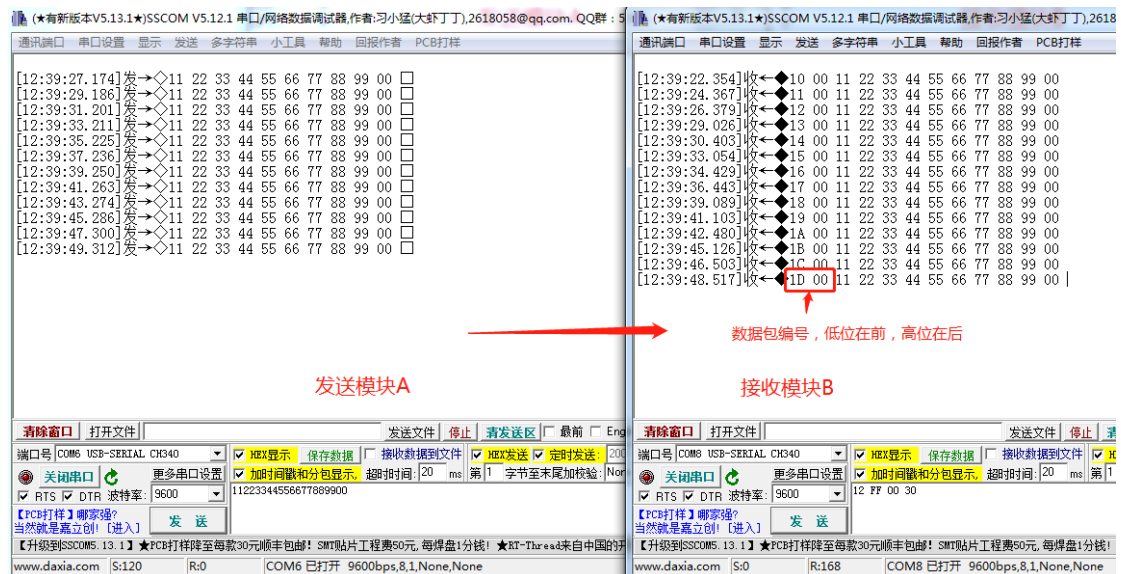 (★有新版本V5.13.1★)SSCOM V5.12.1 串口/网络数据调试器,作者:习小猛(大虾丁丁),2618058@qq.com. QQ群：5
通讯端口 串口设置 显示 发送 多字符串 小工具 帮助 回报作者 PCB打样
[12:39:27.174]发→◇11 22 33 44 55 66 77 88 99 00 □
[12:39:29.186]发→◇11 22 33 44 55 66 77 88 99 00 □
[12:39:31.201]发→◇11 22 33 44 55 66 77 88 99 00 □
[12:39:33.211]发→◇11 22 33 44 55 66 77 88 99 00 □
[12:39:35.225]发→◇11 22 33 44 55 66 77 88 99 00 □
[12:39:37.236]发→◇11 22 33 44 55 66 77 88 99 00 □
[12:39:39.250]发→◇11 22 33 44 55 66 77 88 99 00 □
[12:39:41.263]发→◇11 22 33 44 55 66 77 88 99 00 □
[12:39:43.274]发→◇11 22 33 44 55 66 77 88 99 00 □
[12:39:45.286]发→◇11 22 33 44 55 66 77 88 99 00 □
[12:39:47.300]发→◇11 22 33 44 55 66 77 88 99 00 □
[12:39:49.312]发→◇11 22 33 44 55 66 77 88 99 00 □
发送模块A
清除窗口 打开文件 发送文件 停止 清发送区 最前 Eng
端口号 COM6 USB-SERIAL CH340 HEX显示 保存数据 接收数据到文件 HEX发送 定时发送: 200
关闭串口 更多串口设置 加时间戳和分包显示, 超时时间: 20 ms 第 1 字节至末尾加校验: Nor
RTS DTR 波特率: 9600 11223344556677889900
【PCB打样】哪家强?
当然就是嘉立创! [进入] 发 送
【升级到SSCOM5.13.1】★PCB打样降至每款30元顺丰包邮! SMT贴片工程费50元,每焊盘1分钱! ★RT-Thread来自中国的开
www.daxia.com S:120 R:0 COM6 已打开 9600bps,8,1,None,None
(★有新版本V5.13.1★)SSCOM V5.12.1 串口/网络数据调试器,作者:习小猛(大虾丁丁),2618
通讯端口 串口设置 显示 发送 多字符串 小工具 帮助 回报作者 PCB打样
[12:39:22.354]收←◆10 00 11 22 33 44 55 66 77 88 99 00
[12:39:24.367]收←◆11 00 11 22 33 44 55 66 77 88 99 00
[12:39:26.379]收←◆12 00 11 22 33 44 55 66 77 88 99 00
[12:39:29.026]收←◆13 00 11 22 33 44 55 66 77 88 99 00
[12:39:30.403]收←◆14 00 11 22 33 44 55 66 77 88 99 00
[12:39:33.054]收←◆15 00 11 22 33 44 55 66 77 88 99 00
[12:39:34.429]收←◆16 00 11 22 33 44 55 66 77 88 99 00
[12:39:36.443]收←◆17 00 11 22 33 44 55 66 77 88 99 00
[12:39:39.089]收←◆18 00 11 22 33 44 55 66 77 88 99 00
[12:39:41.103]收←◆19 00 11 22 33 44 55 66 77 88 99 00
[12:39:42.480]收←◆1A 00 11 22 33 44 55 66 77 88 99 00
[12:39:45.126]收←◆1B 00 11 22 33 44 55 66 77 88 99 00
[12:39:46.503]收←◆1C 00 11 22 33 44 55 66 77 88 99 00
[12:39:48.517]收←◆1D 00 11 22 33 44 55 66 77 88 99 00
数据包编号，低位在前，高位在后
接收模块B
清除窗口 打开文件 发送文件 停止
端口号 COM8 USB-SERIAL CH340 HEX显示 保存数据 接收数据到文件
关闭串口 更多串口设置 加时间戳和分包显示, 超时时间: 20 ms 第 1
RTS DTR 波特率: 9600 12 FF 00 30
【PCB打样】哪家强?
当然就是嘉立创! [进入] 发 送
【升级到SSCOM5.13.1】★PCB打样降至每款30元顺丰包邮! SMT贴片工程费50元,每焊盘1分钱!
www.daxia.com S:0 R:168 COM8 已打开 9600bps,8,1,None,None